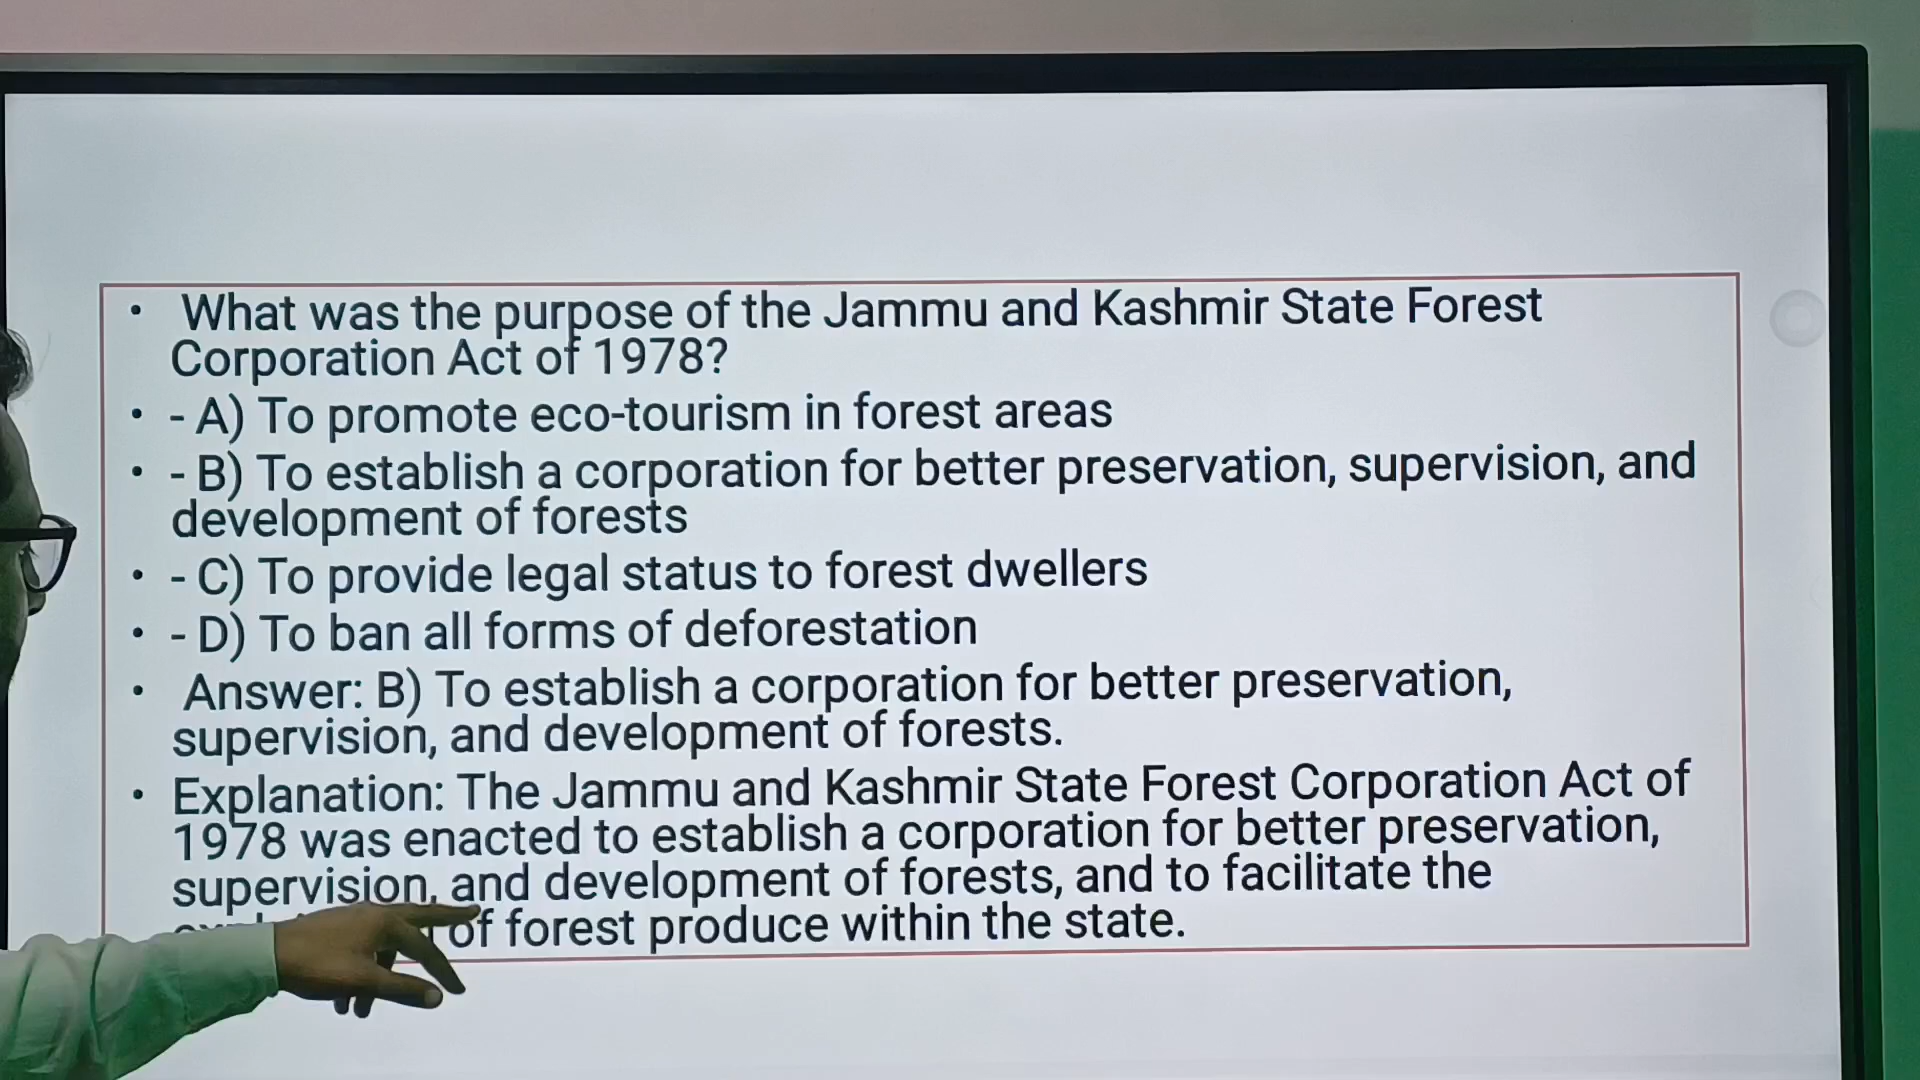 • What was the purpose of the Jammu and Kashmir State Forest
Corporation Act of 1978?
• - A) To promote eco-tourism in forest areas
• - B) To establish a corporation for better preservation, supervision, and
development of forests
• - C) To provide legal status to forest dwellers
• - D) To ban all forms of deforestation
• Answer: B) To establish a corporation for better preservation,
supervision, and development of forests.
• Explanation: The Jammu and Kashmir State Forest Corporation Act of
1978 was enacted to establish a corporation for better preservation,
supervision, and development of forests, and to facilitate the
of forest produce within the state.